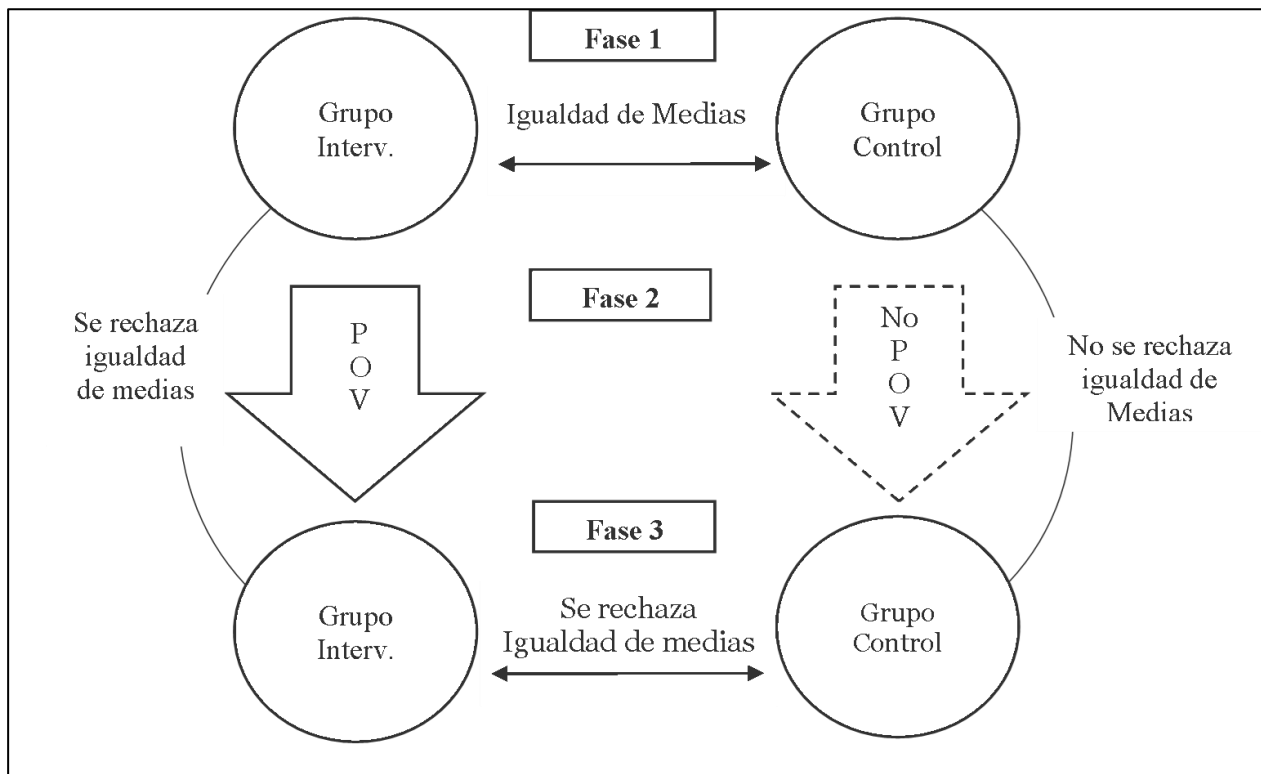 Fase 1
Grupo
Interv.
Igualdad de Medias
Grupo
Control
Fase 2
Se rechaza
igualdad
de medias
P
O
V
No
P
O
V
No se rechaza
igualdad de
Medias
Fase 3
Grupo
Interv.
Se rechaza
Igualdad de medias
Grupo
Control